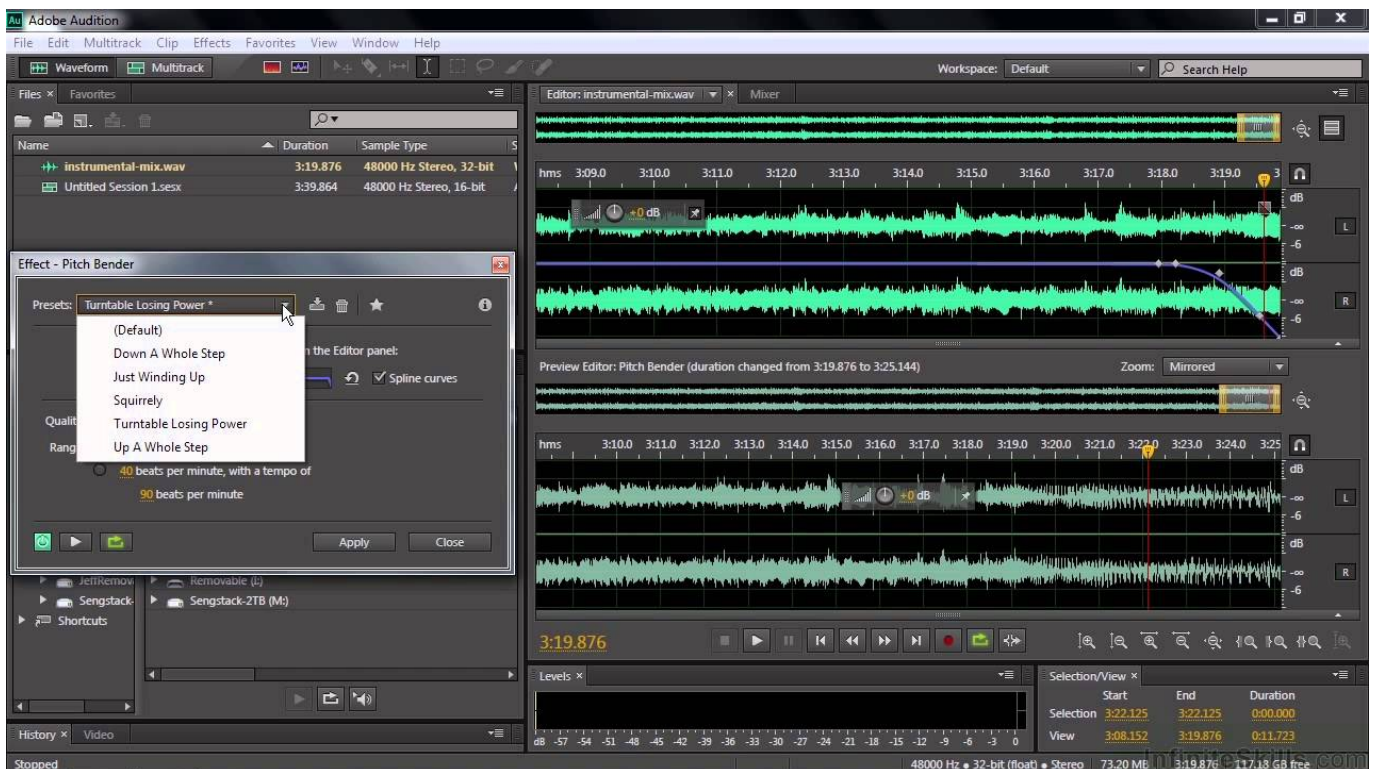 Au Adobe Audition
File Edit Multitrack Clip Effects Favorites View Window Help
Waveform Multitrack
Workspace: Default
Search Help
Files × Favorites
Name Duration Sample Type S
instrumental-mix.wav 3:19.876 48000 Hz Stereo, 32-bit
Untitled Session 1.sesx 3:39.864 48000 Hz Stereo, 16-bit
Effect - Pitch Bender
Presets: Turntable Losing Power *
(Default)
Down A Whole Step
Just Winding Up
Squirrely
Turntable Losing Power
Up A Whole Step
n the Editor panel:
Spline curves
Qualit
Rang
40 beats per minute, with a tempo of
90 beats per minute
Apply Close
JeffRemov Removable (E:)
Sengstack- Sengstack-2TB (M:)
Shortcuts
History × Video
Stopped
Editor: instrumental-mix.wav × Mixer
hms 3:09.0 3:10.0 3:11.0 3:12.0 3:13.0 3:14.0 3:15.0 3:16.0 3:17.0 3:18.0 3:19.0 3
+0 dB
dB
-∞
L
-6
dB
-∞
R
-6
Preview Editor: Pitch Bender (duration changed from 3:19.876 to 3:25.144)
Zoom: Mirrored
hms 3:10.0 3:11.0 3:12.0 3:13.0 3:14.0 3:15.0 3:16.0 3:17.0 3:18.0 3:19.0 3:20.0 3:21.0 3:22.0 3:23.0 3:24.0 3:25
+0 dB
dB
-∞
L
-6
dB
-∞
R
-6
3:19.876
Levels ×
dB -57 -54 -51 -48 -45 -42 -39 -36 -33 -30 -27 -24 -21 -18 -15 -12 -9 -6 -3 0
Selection/View ×
Start End Duration
Selection 3:22.125 3:22.125 0:00.000
View 3:08.152 3:19.876 0:11.723
48000 Hz • 32-bit (float) • Stereo 73.20 MB 3:19.876 117.18 GB free
InfiniteSkills.com